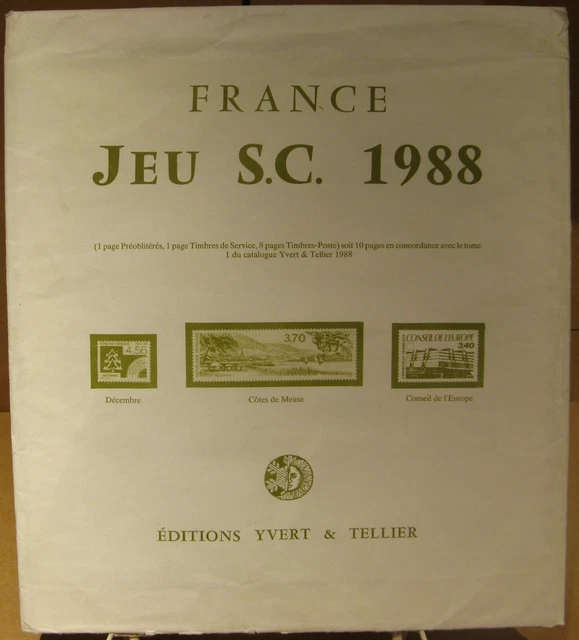 FRANCE
JEU S.C. 1988
(1 page Préoblitérés, 1 page Timbres de Service, 8 pages Timbres-Poste) soit 10 pages en concordance avec le tome
1 du catalogue Yvert & Tellier 1988
4,56
3,70
CONSEIL DE L'EUROPE
3,40
Décembre
Côtes de Meuse
Conseil de l'Europe
ÉDITIONS YVERT & TELLIER